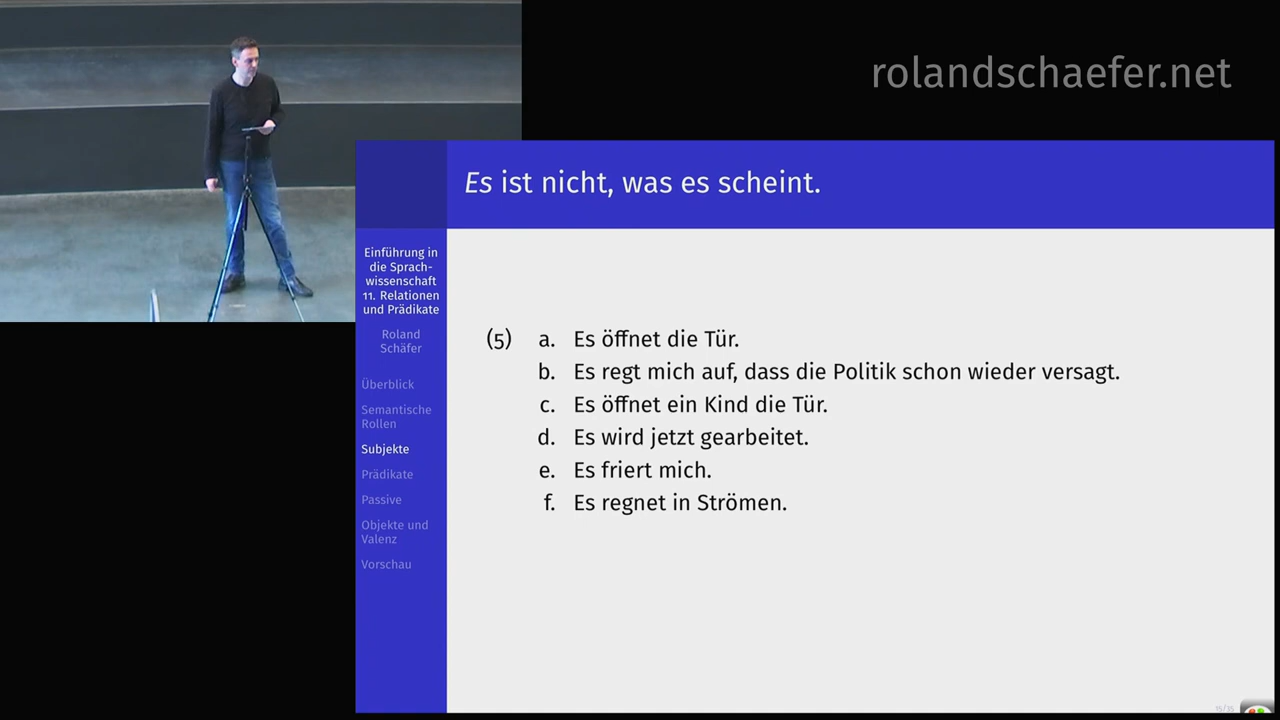 rolandschaefer.net
Es ist nicht, was es scheint.
Einführung in
die Sprach-
wissenschaft
11. Relationen
und Prädikate
Roland
Schäfer
Überblick
Semantische
Rollen
Subjekte
Prädikate
Passive
Objekte und
Valenz
Vorschau
(5) a. Es öffnet die Tür.
b. Es regt mich auf, dass die Politik schon wieder versagt.
c. Es öffnet ein Kind die Tür.
d. Es wird jetzt gearbeitet.
e. Es friert mich.
f. Es regnet in Strömen.